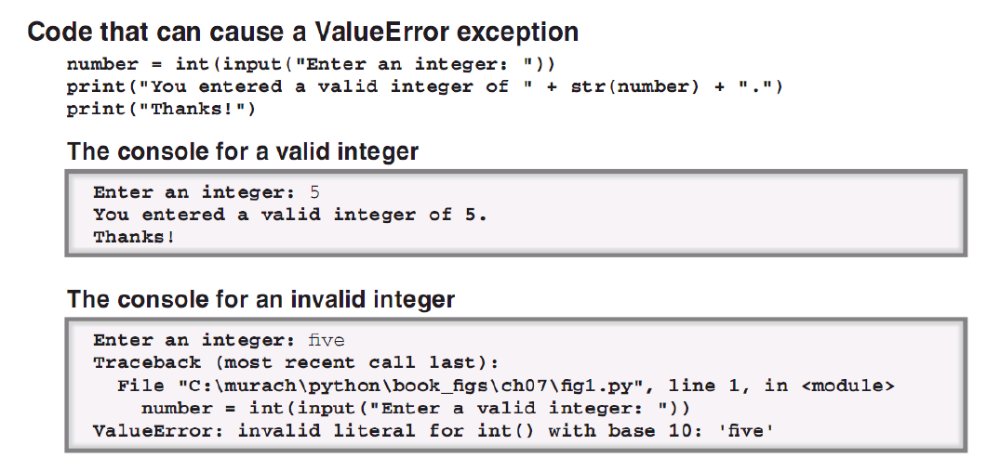 Code that can cause a ValueError exception
number = int(input("Enter an integer: "))
print("You entered a valid integer of " + str(number) + ".")
print("Thanks!")
The console for a valid integer
Enter an integer: 5
You entered a valid integer of 5.
Thanks!
The console for an invalid integer
Enter an integer: five
Traceback (most recent call last):
  File "C:\murach\python\book_figs\ch07\fig1.py", line 1, in <module>
    number = int(input("Enter a valid integer: "))
ValueError: invalid literal for int() with base 10: 'five'